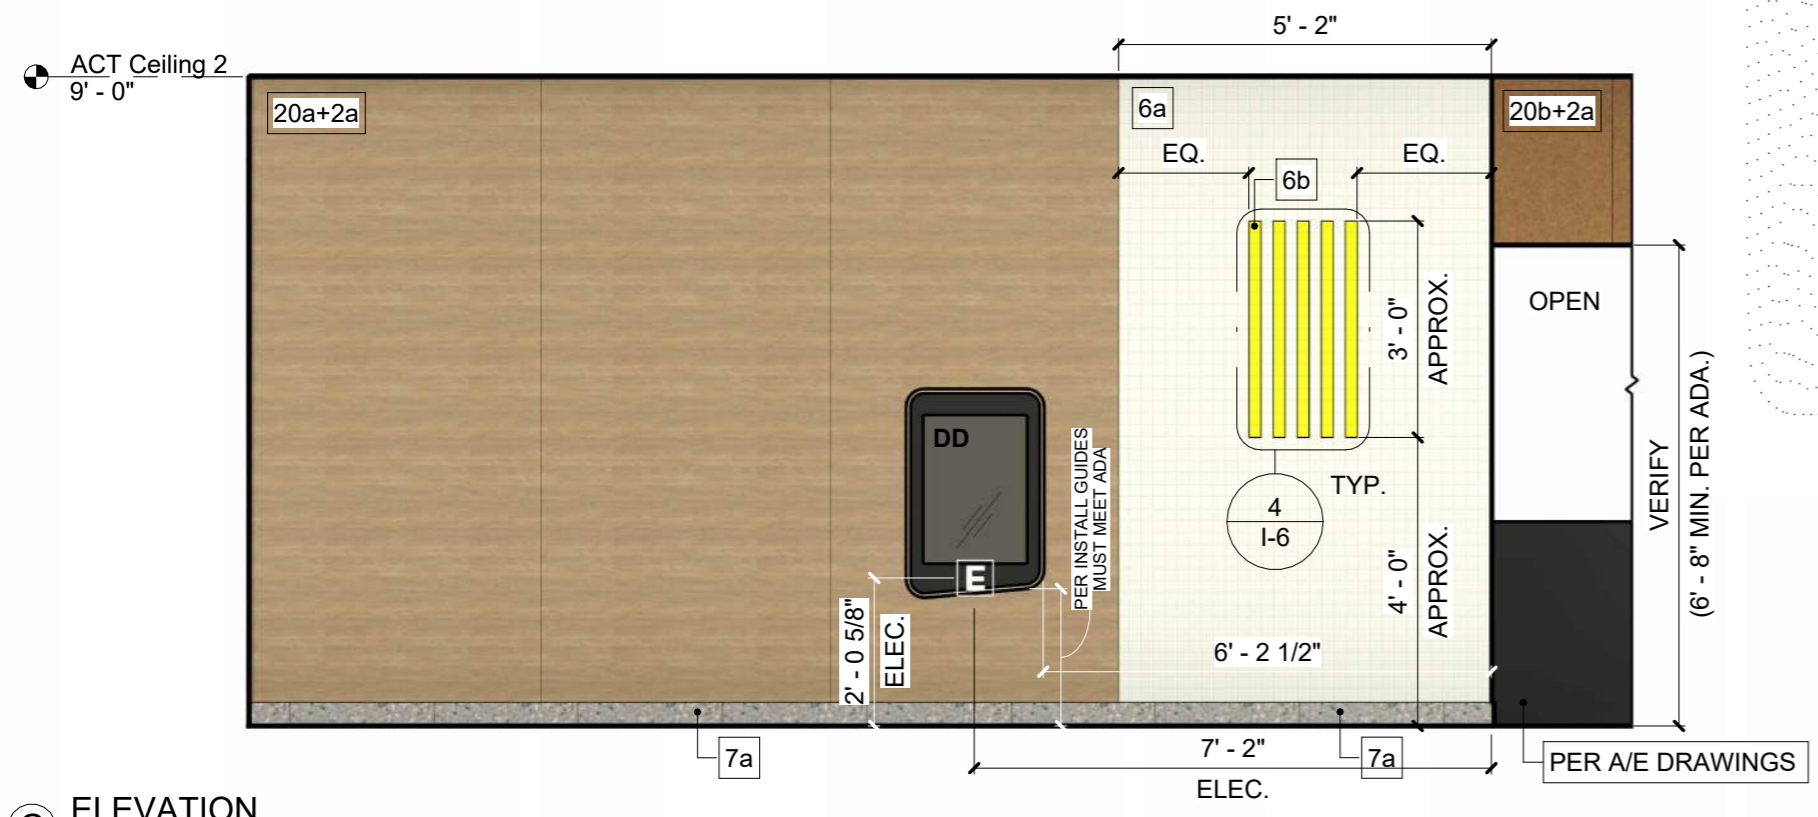 5' - 2"
ACT Ceiling 2
9' - 0"
20a+2a
6a
20b+2a
EQ.
EQ.
6b
OPEN
3' - 0"
APPROX.
DD
PER INSTALL GUIDES
MUST MEET ADA
TYP.
4
I-6
VERIFY
(6' - 8" MIN. PER ADA.)
E
2' - 0 5/8"
ELEC.
4' - 0"
APPROX.
6' - 2 1/2"
7a
7' - 2"
ELEC.
7a
PER A/E DRAWINGS
ELEVATION